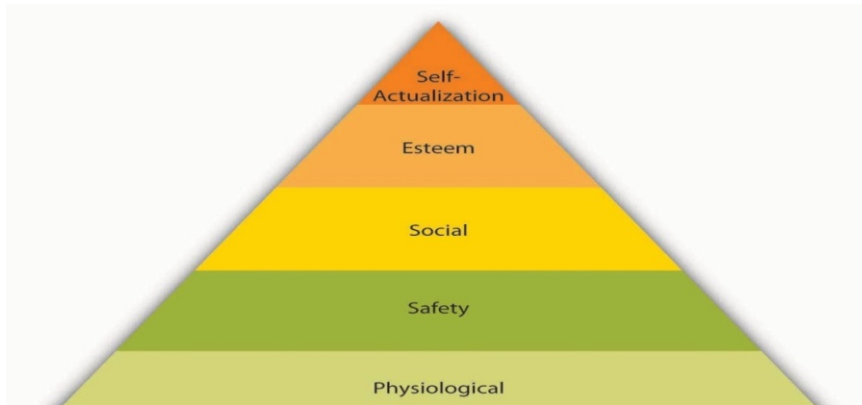 Self-
Actualization
Esteem
Social
Safety
Physiological